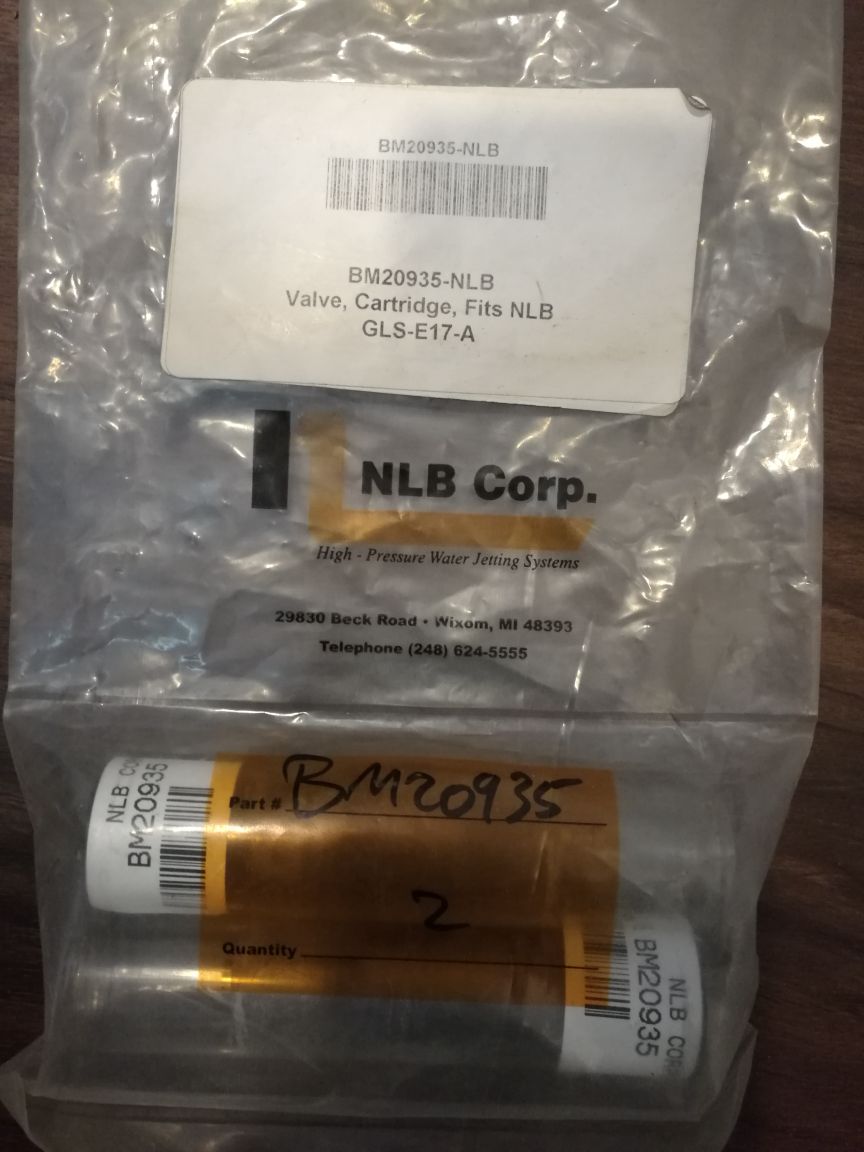 BM20935-NLB
BM20935-NLB
Valve, Cartridge, Fits NLB
GLS-E17-A
NLB Corp.
High - Pressure Water Jetting Systems
29830 Beck Road • Wixom, MI 48393
Telephone (248) 624-5555
NLB
BM20935
Part # BM20935
2
Quantity
NLB
BM20935